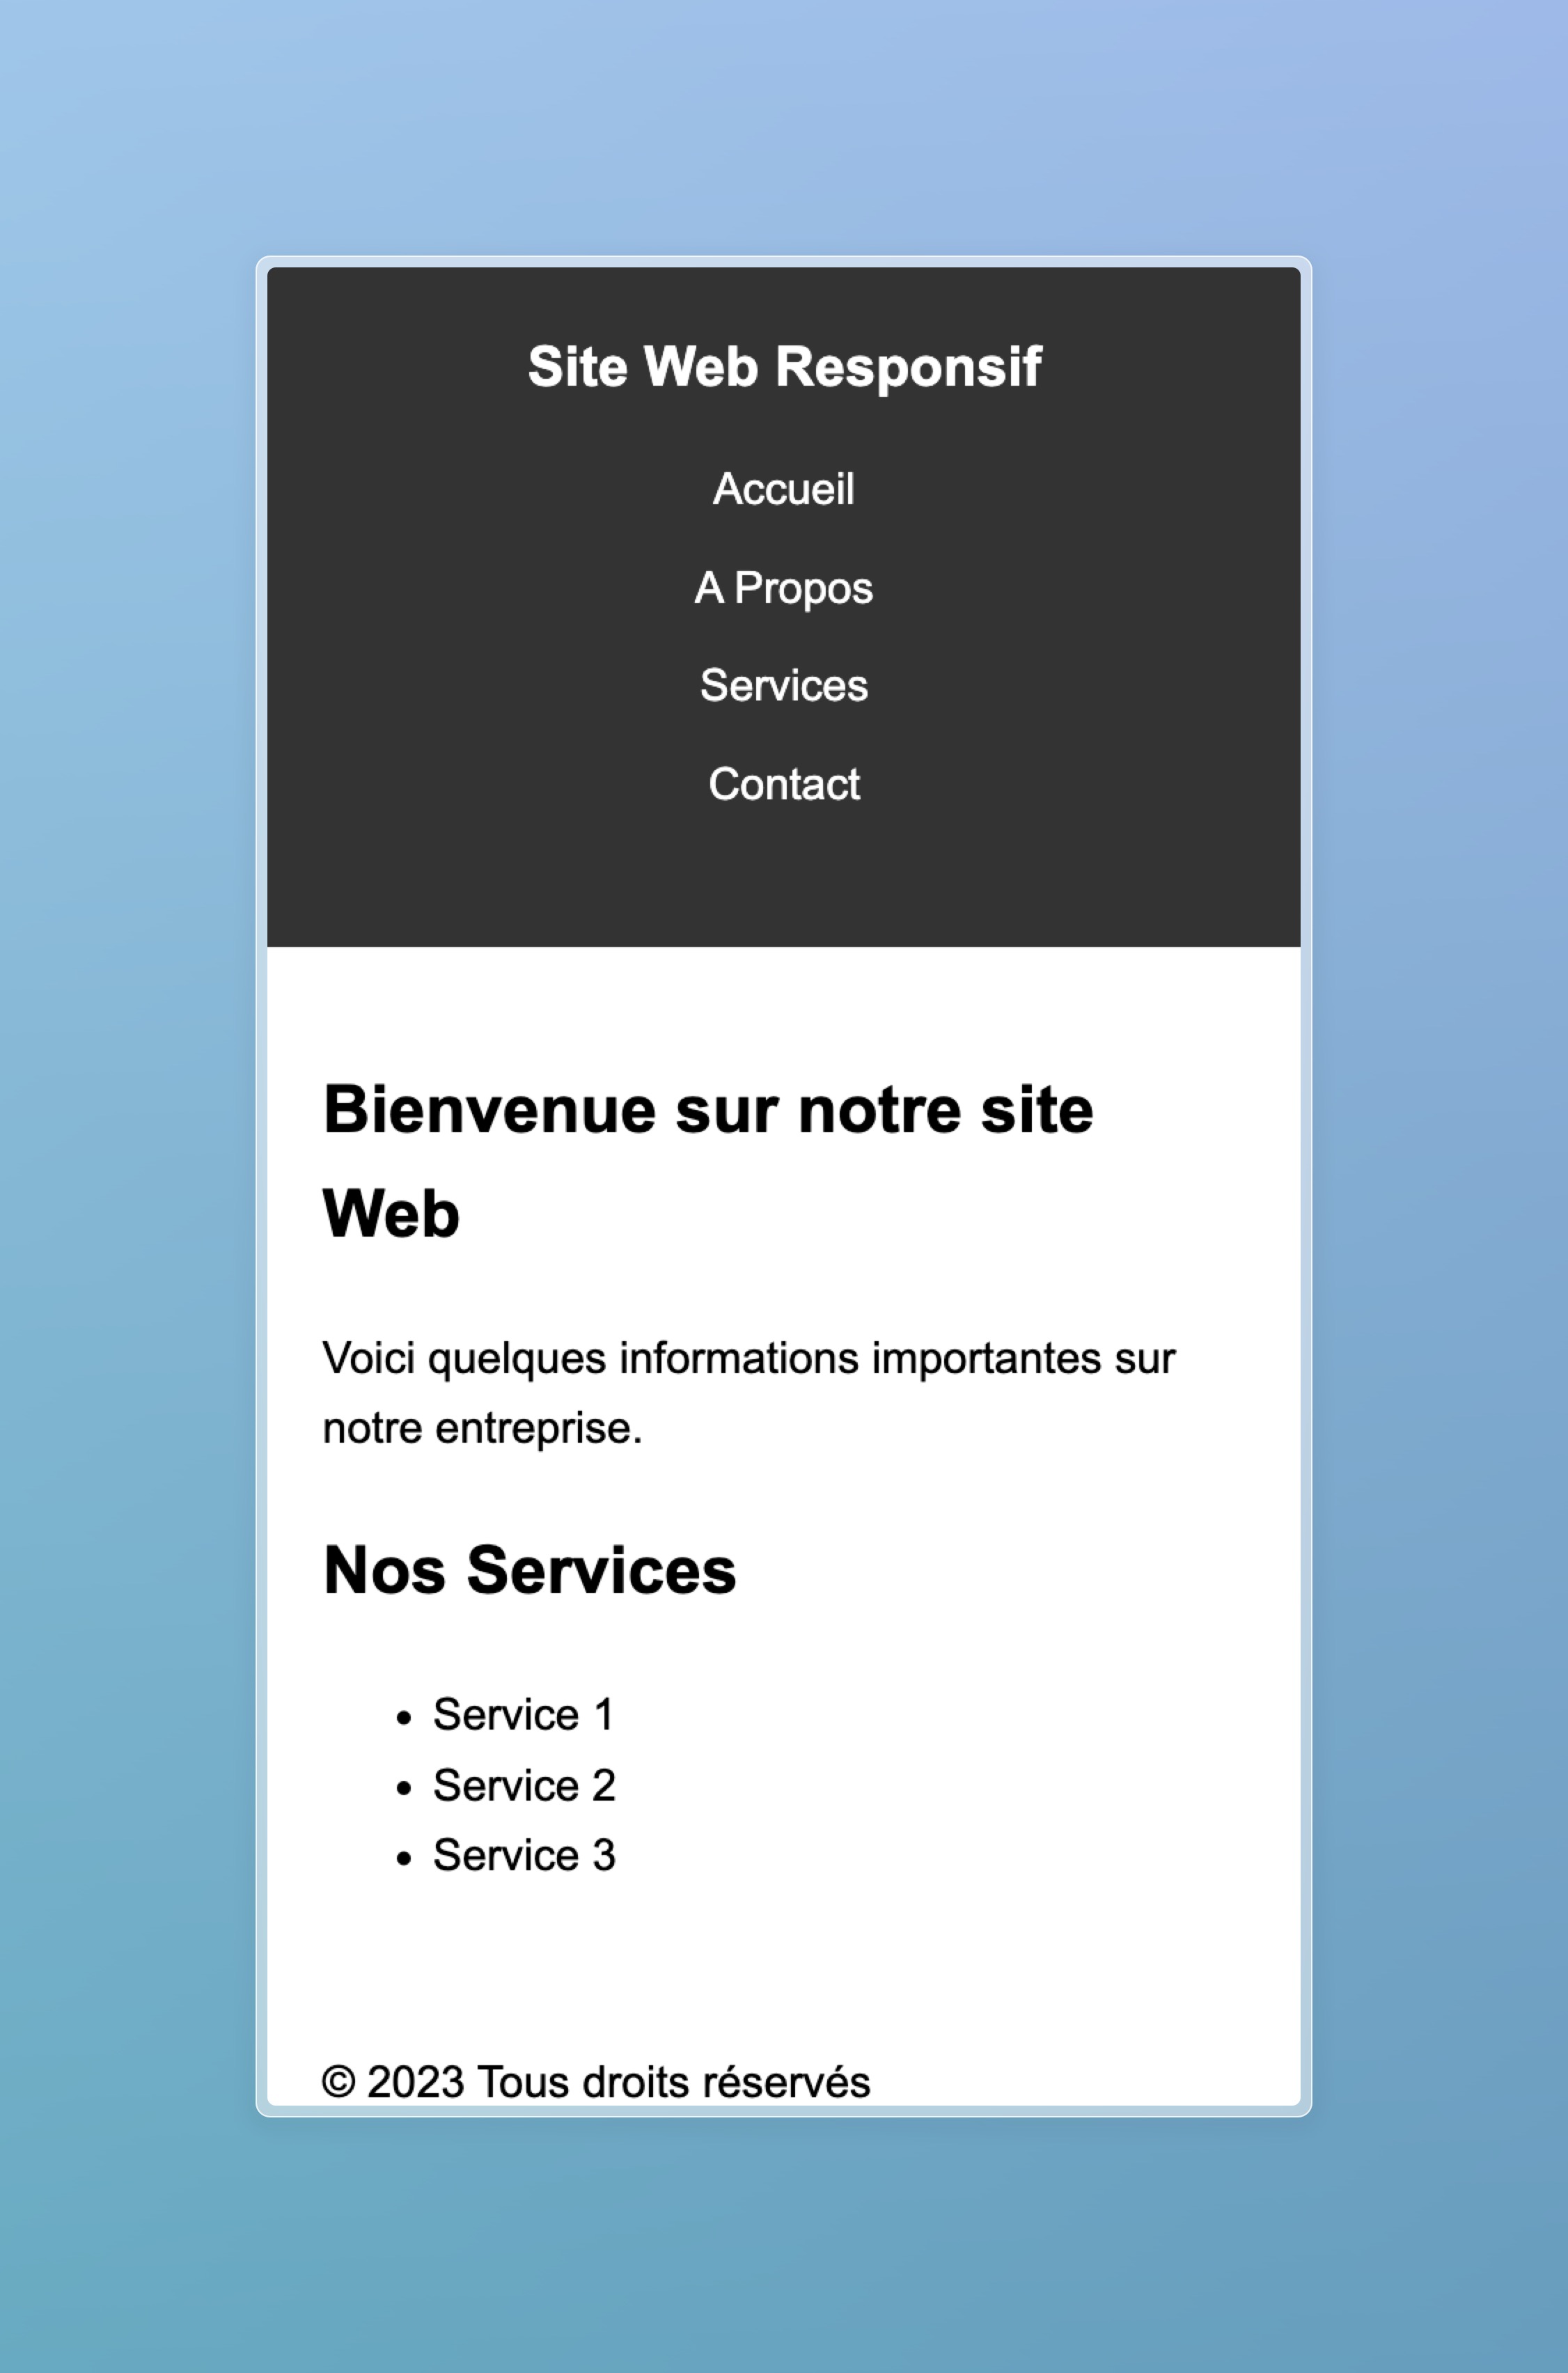 Site Web Responsif
Accueil
A Propos
Services
Contact
Bienvenue sur notre site
Web
Voici quelques informations importantes sur
notre entreprise.
Nos Services
• Service 1
• Service 2
• Service 3
© 2023 Tous droits réservés